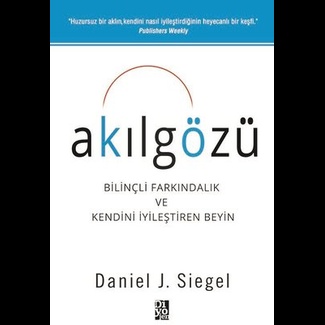 "Huzursuz bir aklın,kendini nasıl iyileştirdiğinin heyecanlı bir keşfi."
Publishers Weekly
akılgözü
BİLİNÇLİ FARKINDALIK
VE
KENDİNİ İYİLEŞTİREN BEYİN
Daniel J. Siegel